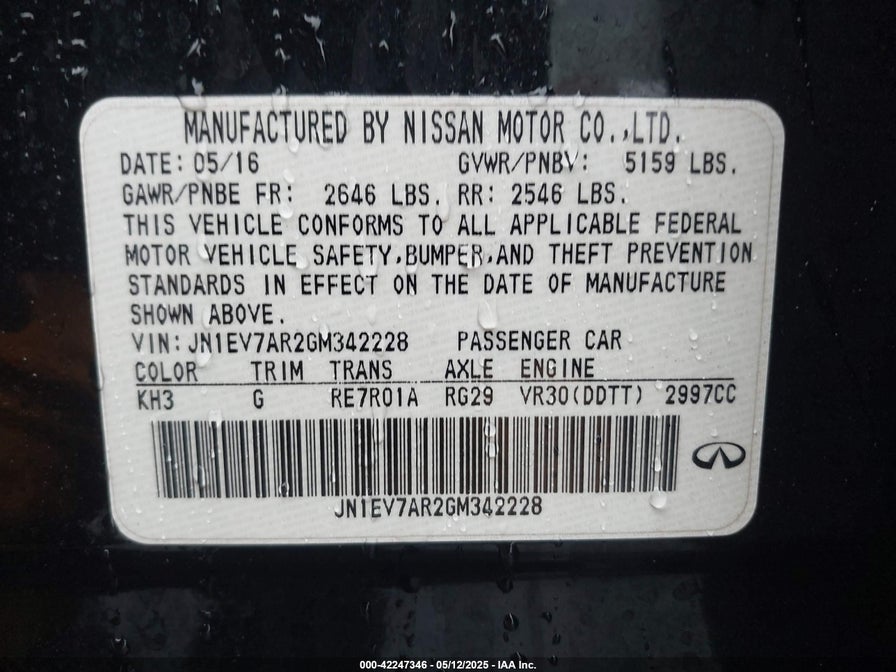 MANUFACTURED BY NISSAN MOTOR CO.,LTD.
DATE: 05/16 GVWR/PNBV: 5159 LBS.
GAWR/PNBE FR: 2646 LBS. RR: 2546 LBS.
THIS VEHICLE CONFORMS TO ALL APPLICABLE FEDERAL
MOTOR VEHICLE SAFETY,BUMPER,AND THEFT PREVENTION
STANDARDS IN EFFECT ON THE DATE OF MANUFACTURE
SHOWN ABOVE.
VIN:JN1EV7AR2GM342228 PASSENGER CAR
COLOR TRIM TRANS AXLE ENGINE
KH3 G RE7R01A RG29 VR30(DDTT) 2997CC
JN1EV7AR2GM342228
000-42247346 - 05/12/2025 - IAA Inc.